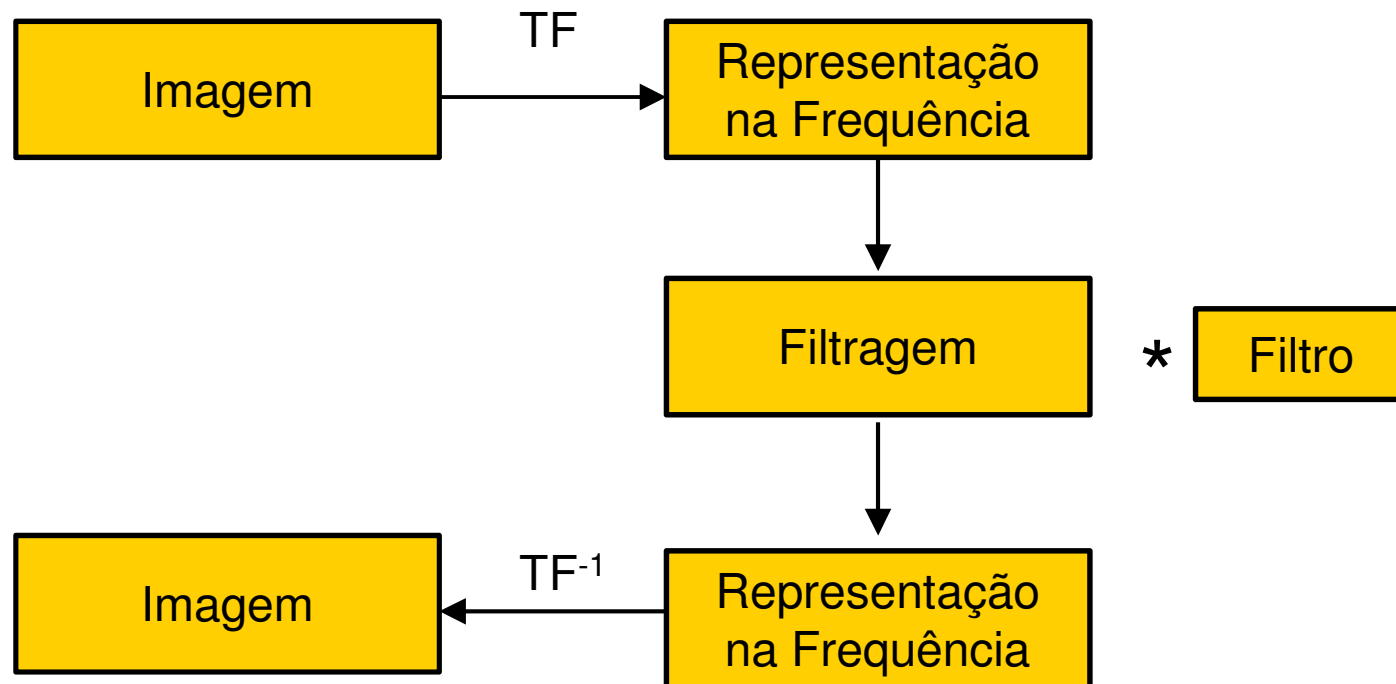 TF
Imagem
Representação
na Frequência
Filtragem
*
Filtro
Imagem
TF-1
Representação
na Frequência